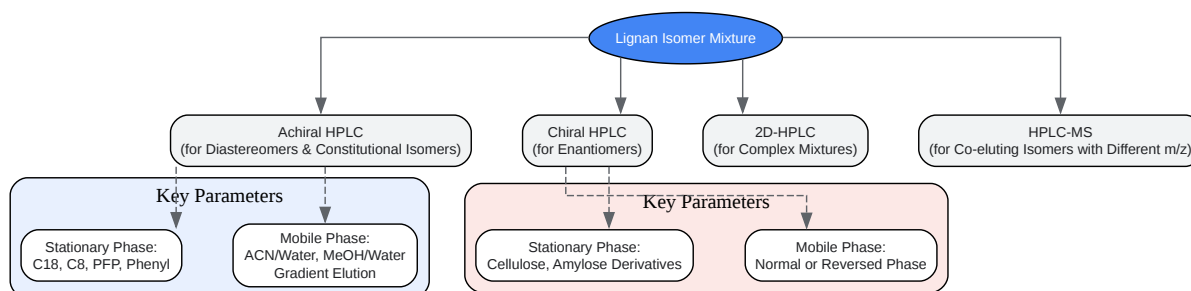 Lignan Isomer Mixture
Achiral HPLC
(for Diastereomers & Constitutional Isomers)
Chiral HPLC
(for Enantiomers)
2D-HPLC
(for Complex Mixtures)
HPLC-MS
(for Co-eluting Isomers with Different m/z)
Key Parameters
Stationary Phase:
C18, C8, PFP, Phenyl
Mobile Phase:
ACN/Water, MeOH/Water
Gradient Elution
Key Parameters
Stationary Phase:
Cellulose, Amylose Derivatives
Mobile Phase:
Normal or Reversed Phase